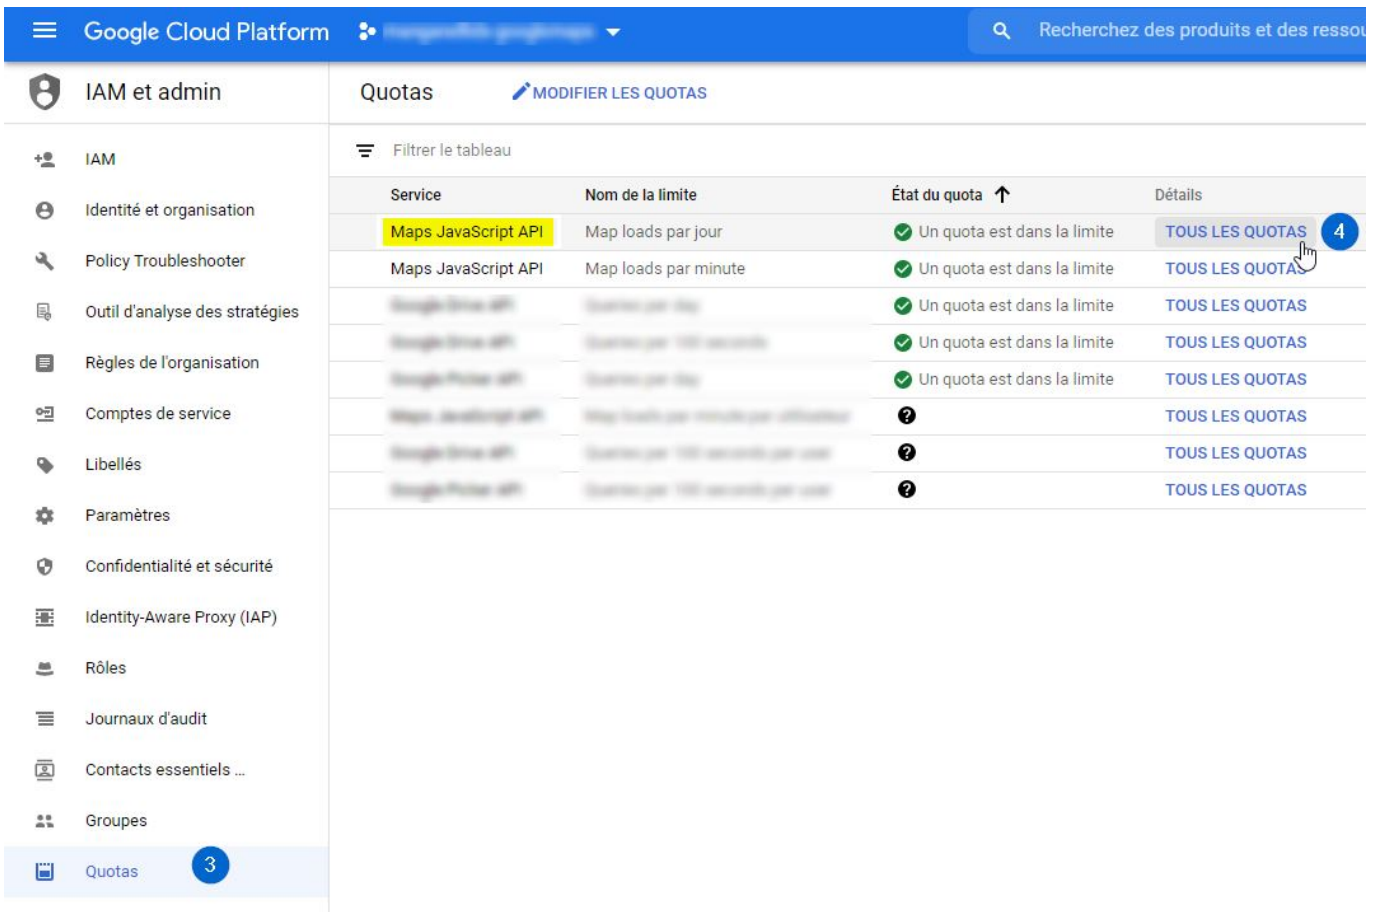 Google Cloud Platform
Recherchez des produits et des ressou
IAM et admin
Quotas
MODIFIER LES QUOTAS
IAM
Identité et organisation
Policy Troubleshooter
Outil d'analyse des stratégies
Règles de l'organisation
Comptes de service
Libellés
Paramètres
Confidentialité et sécurité
Identity-Aware Proxy (IAP)
Rôles
Journaux d'audit
Contacts essentiels ...
Groupes
Quotas 3
Filtrer le tableau
Service Nom de la limite État du quota Détails
Maps JavaScript API Map loads par jour Un quota est dans la limite TOUS LES QUOTAS 4
Maps JavaScript API Map loads par minute Un quota est dans la limite TOUS LES QUOTAS
Un quota est dans la limite TOUS LES QUOTAS
Un quota est dans la limite TOUS LES QUOTAS
Un quota est dans la limite TOUS LES QUOTAS
? TOUS LES QUOTAS
? TOUS LES QUOTAS
? TOUS LES QUOTAS